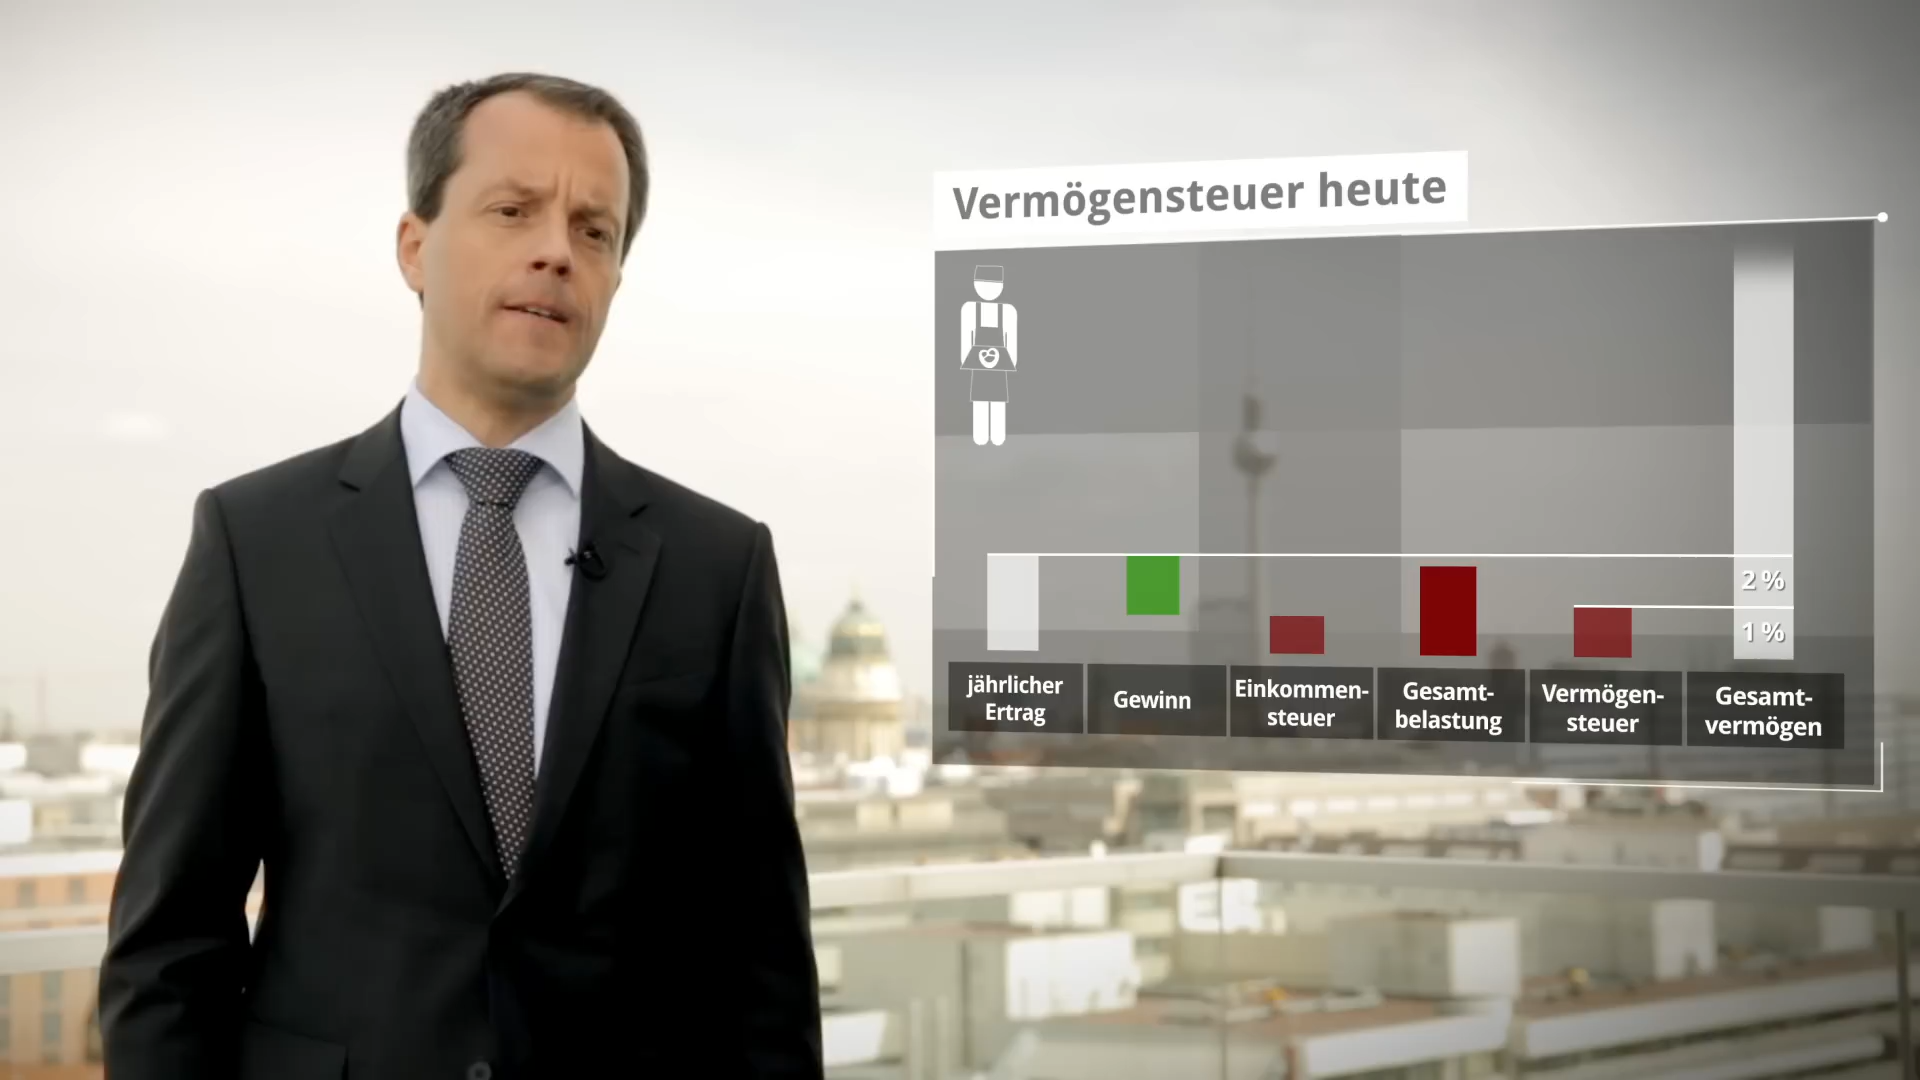 Vermögensteuer heute
2 %
1 %
jährlicher
Ertrag
Gewinn
Einkommen-
steuer
Gesamt-
belastung
Vermögen-
steuer
Gesamt-
vermögen